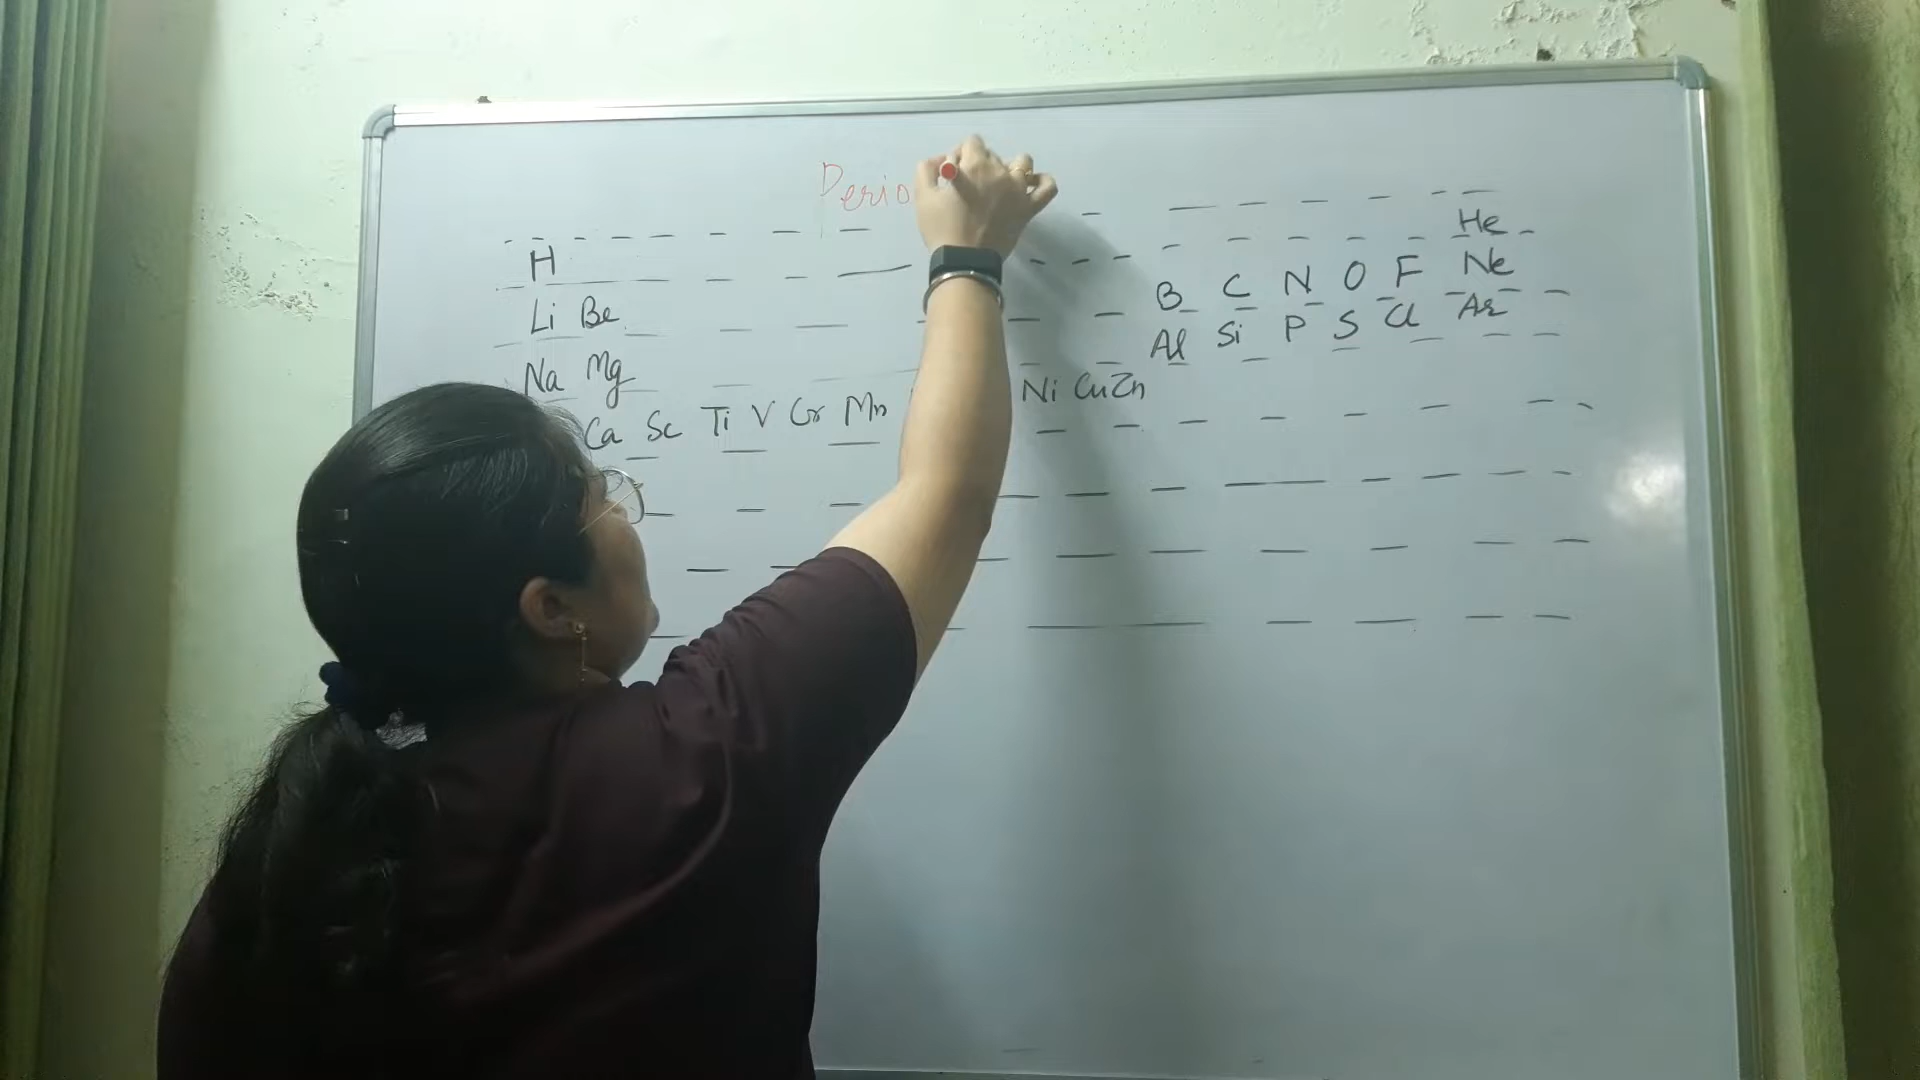 Perio
H He
Li Be B C N O F Ne
Na Mg Al Si P S Cl Ar
Ca Sc Ti V Cr Mn Ni Cu Zn